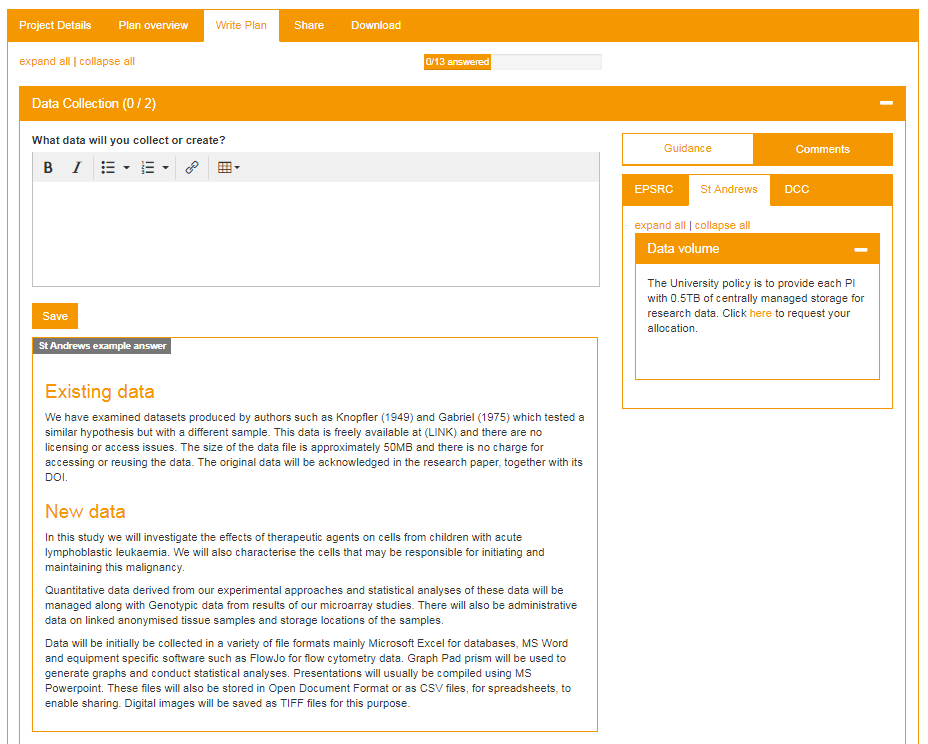 Project Details Plan overview Write Plan Share Download
expand all | collapse all
0/13 answered
Data Collection (0 / 2)
What data will you collect or create?
B I
Save
St Andrews example answer
Existing data
We have examined datasets produced by authors such as Knopfler (1949) and Gabriel (1975) which tested a
similar hypothesis but with a different sample. This data is freely available at (LINK) and there are no
licensing or access issues. The size of the data file is approximately 50MB and there is no charge for
accessing or reusing the data. The original data will be acknowledged in the research paper, together with its
DOI.
New data
In this study we will investigate the effects of therapeutic agents on cells from children with acute
lymphoblastic leukaemia. We will also characterise the cells that may be responsible for initiating and
maintaining this malignancy.
Quantitative data derived from our experimental approaches and statistical analyses of these data will be
managed along with Genotypic data from results of our microarray studies. There will also be administrative
data on linked anonymised tissue samples and storage locations of the samples.
Data will be initially be collected in a variety of file formats mainly Microsoft Excel for databases, MS Word
and equipment specific software such as FlowJo for flow cytometry data. Graph Pad prism will be used to
generate graphs and conduct statistical analyses. Presentations will usually be compiled using MS
Powerpoint. These files will also be stored in Open Document Format or as CSV files, for spreadsheets, to
enable sharing. Digital images will be saved as TIFF files for this purpose.
Guidance Comments
EPSRC St Andrews DCC
expand all | collapse all
Data volume
The University policy is to provide each PI
with 0.5TB of centrally managed storage for
research data. Click here to request your
allocation.